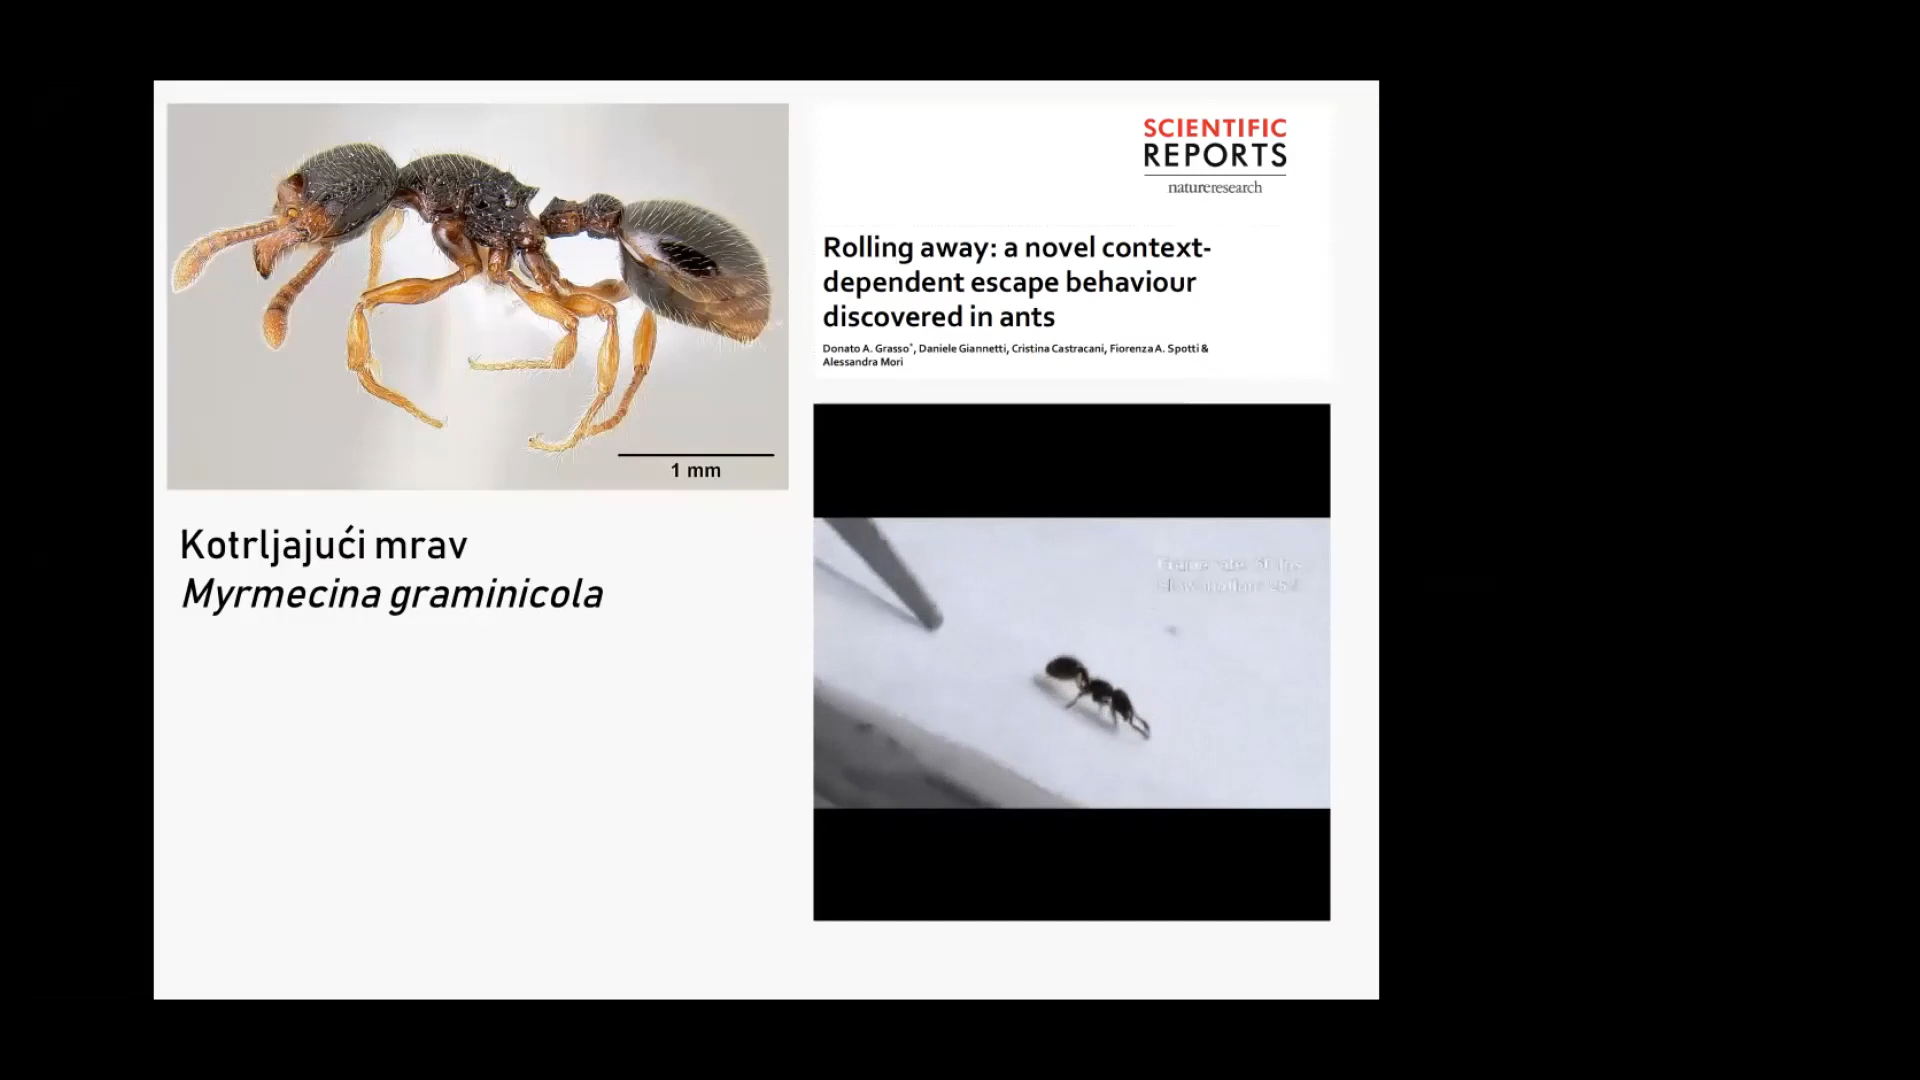 1 mm
Kotrljajući mrav
Myrmecina graminicola
SCIENTIFIC
REPORTS
natureresearch
Rolling away: a novel context-
dependent escape behaviour
discovered in ants
Donato A. Grasso*, Daniele Giannetti, Cristina Castracani, Fiorenza A. Spotti &
Alessandra Mori